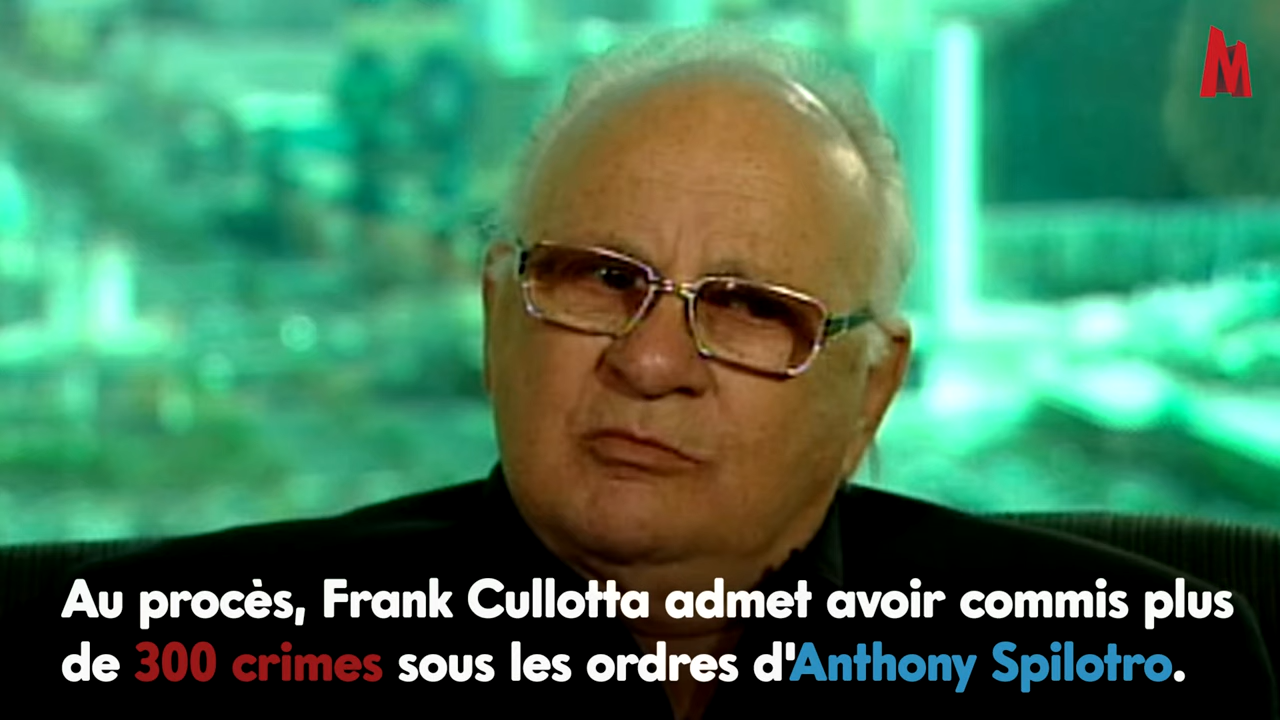 M
Au procès, Frank Cullotta admet avoir commis plus
de 300 crimes sous les ordres d'Anthony Spilotro.